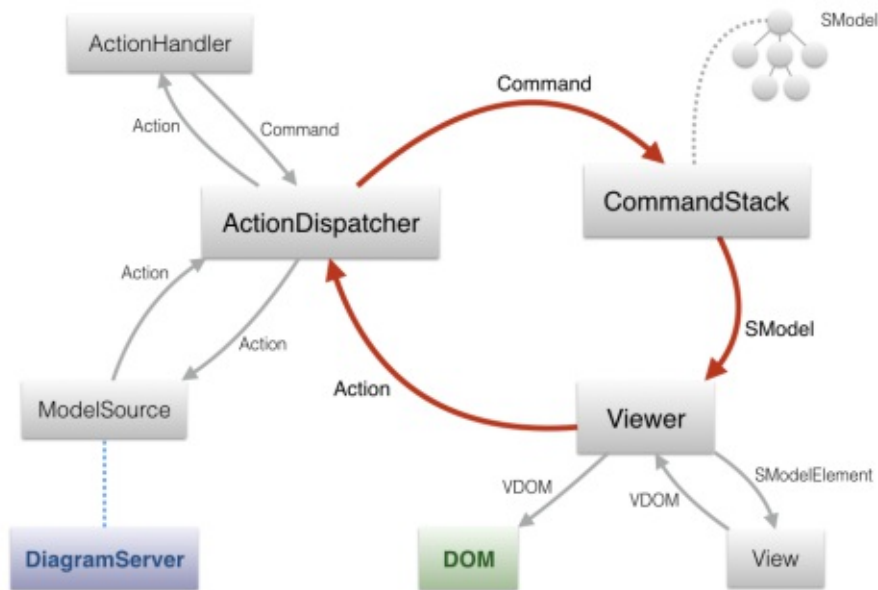 SModel
ActionHandler
Command
Action
Command
CommandStack
ActionDispatcher
Action
SModel
Action
Action
ModelSource
Viewer
SModelElement
VDOM
VDOM
DiagramServer
DOM
View